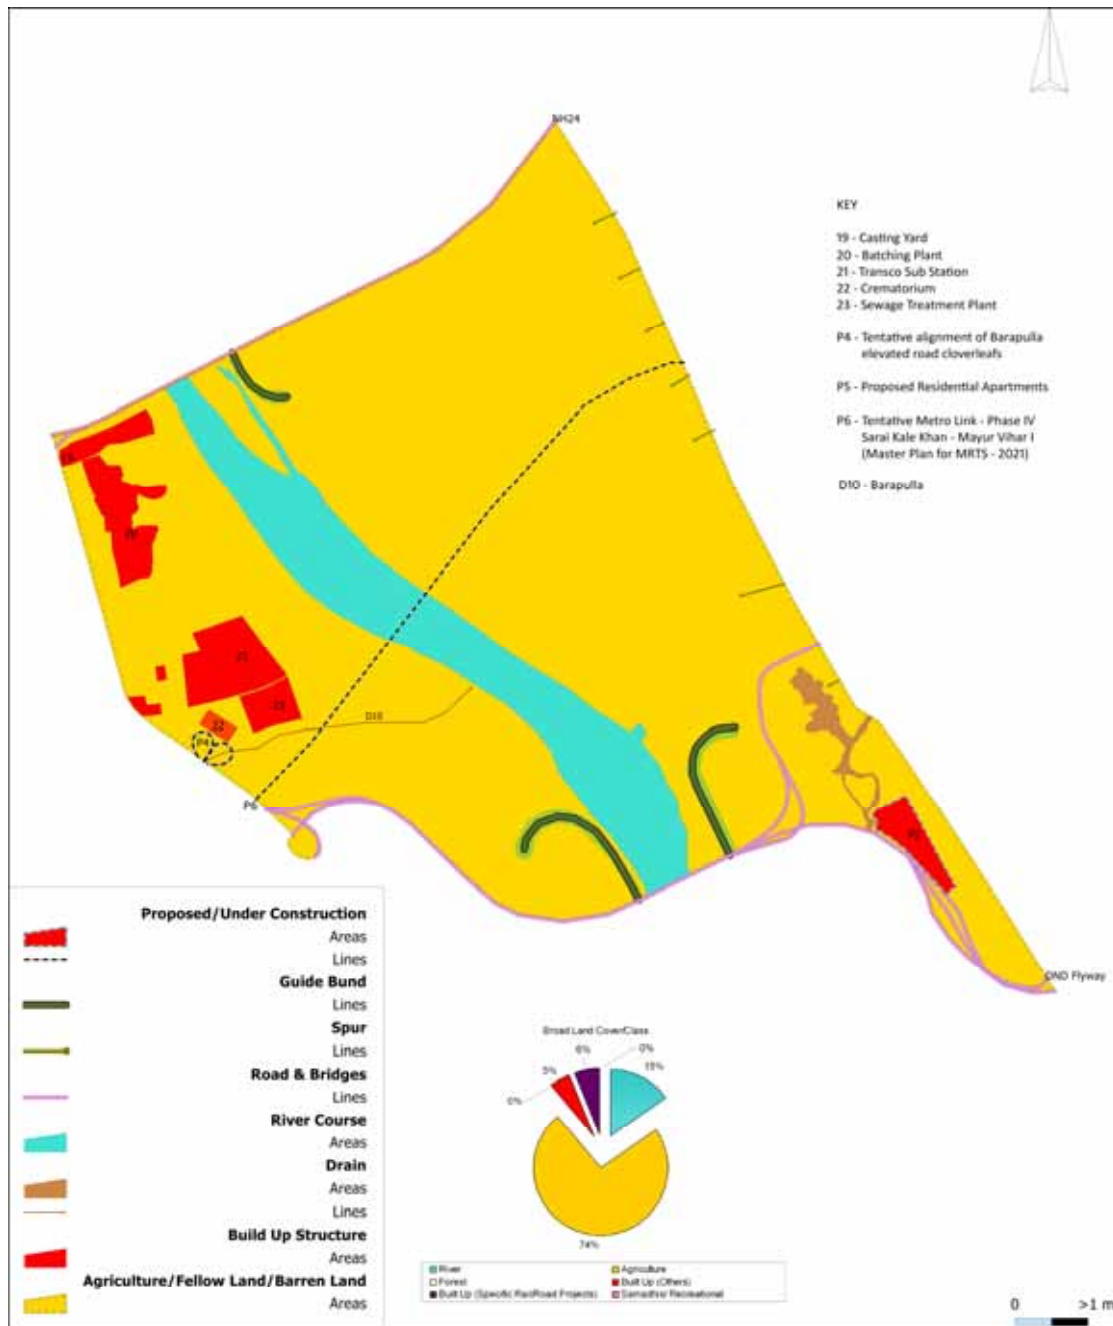 NH24
KEY
19 - Casting Yard
20 - Batching Plant
21 - Transco Sub Station
22 - Crematorium
23 - Sewage Treatment Plant
P4 - Tentative alignment of Barapulla
elevated road cloverleafs
P5 - Proposed Residential Apartments
P6 - Tentative Metro Link - Phase IV
Sarai Kale Khan - Mayur Vihar I
(Master Plan for MRTS - 2021)
D10 - Barapulla
D10
22
P4
P6
DND Flyway
Proposed/Under Construction
Areas
Lines
Guide Bund
Lines
Spur
Lines
Road & Bridges
Lines
River Course
Areas
Drain
Areas
Lines
Build Up Structure
Areas
Agriculture/Fellow Land/Barren Land
Areas
Broad Land Cover/Class
6%
0%
5%
15%
0%
74%
River
Agriculture
Forest
Built Up (Others)
Built Up (Specific Rail/Road Projects)
Samadhis/ Recreational
0 >1 m